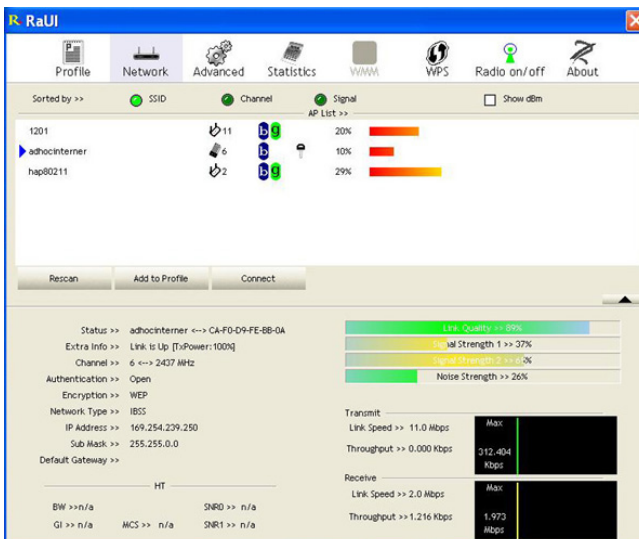 R RaUI
Profile Network Advanced Statistics WMM WPS Radio on/off About
Sorted by >> SSID Channel Signal Show dBm
AP List >>
1201 11 b g 20%
adhocinterner 6 b 10%
hap80211 2 b g 29%
Rescan Add to Profile Connect
Status >> adhocinterner <--> CA-F0-D9-FE-BB-0A
Extra Info >> Link is Up [TxPower:100%]
Channel >> 6 <--> 2437 MHz
Authentication >> Open
Encryption >> WEP
Network Type >> IBSS
IP Address >> 169.254.239.250
Sub Mask >> 255.255.0.0
Default Gateway >>
HT
BW >>n/a SNR0 >> n/a
GI >> n/a MCS >> n/a SNR1 >> n/a
Link Quality >> 89%
Signal Strength 1 >> 37%
Signal Strength 2 >>
Noise Strength >> 26%
Transmit
Link Speed >> 11.0 Mbps
Throughput >> 0.000 Kbps
Max
312.404
Kbps
Receive
Link Speed >> 2.0 Mbps
Throughput >> 1.216 Kbps
Max
1.973
Mbps